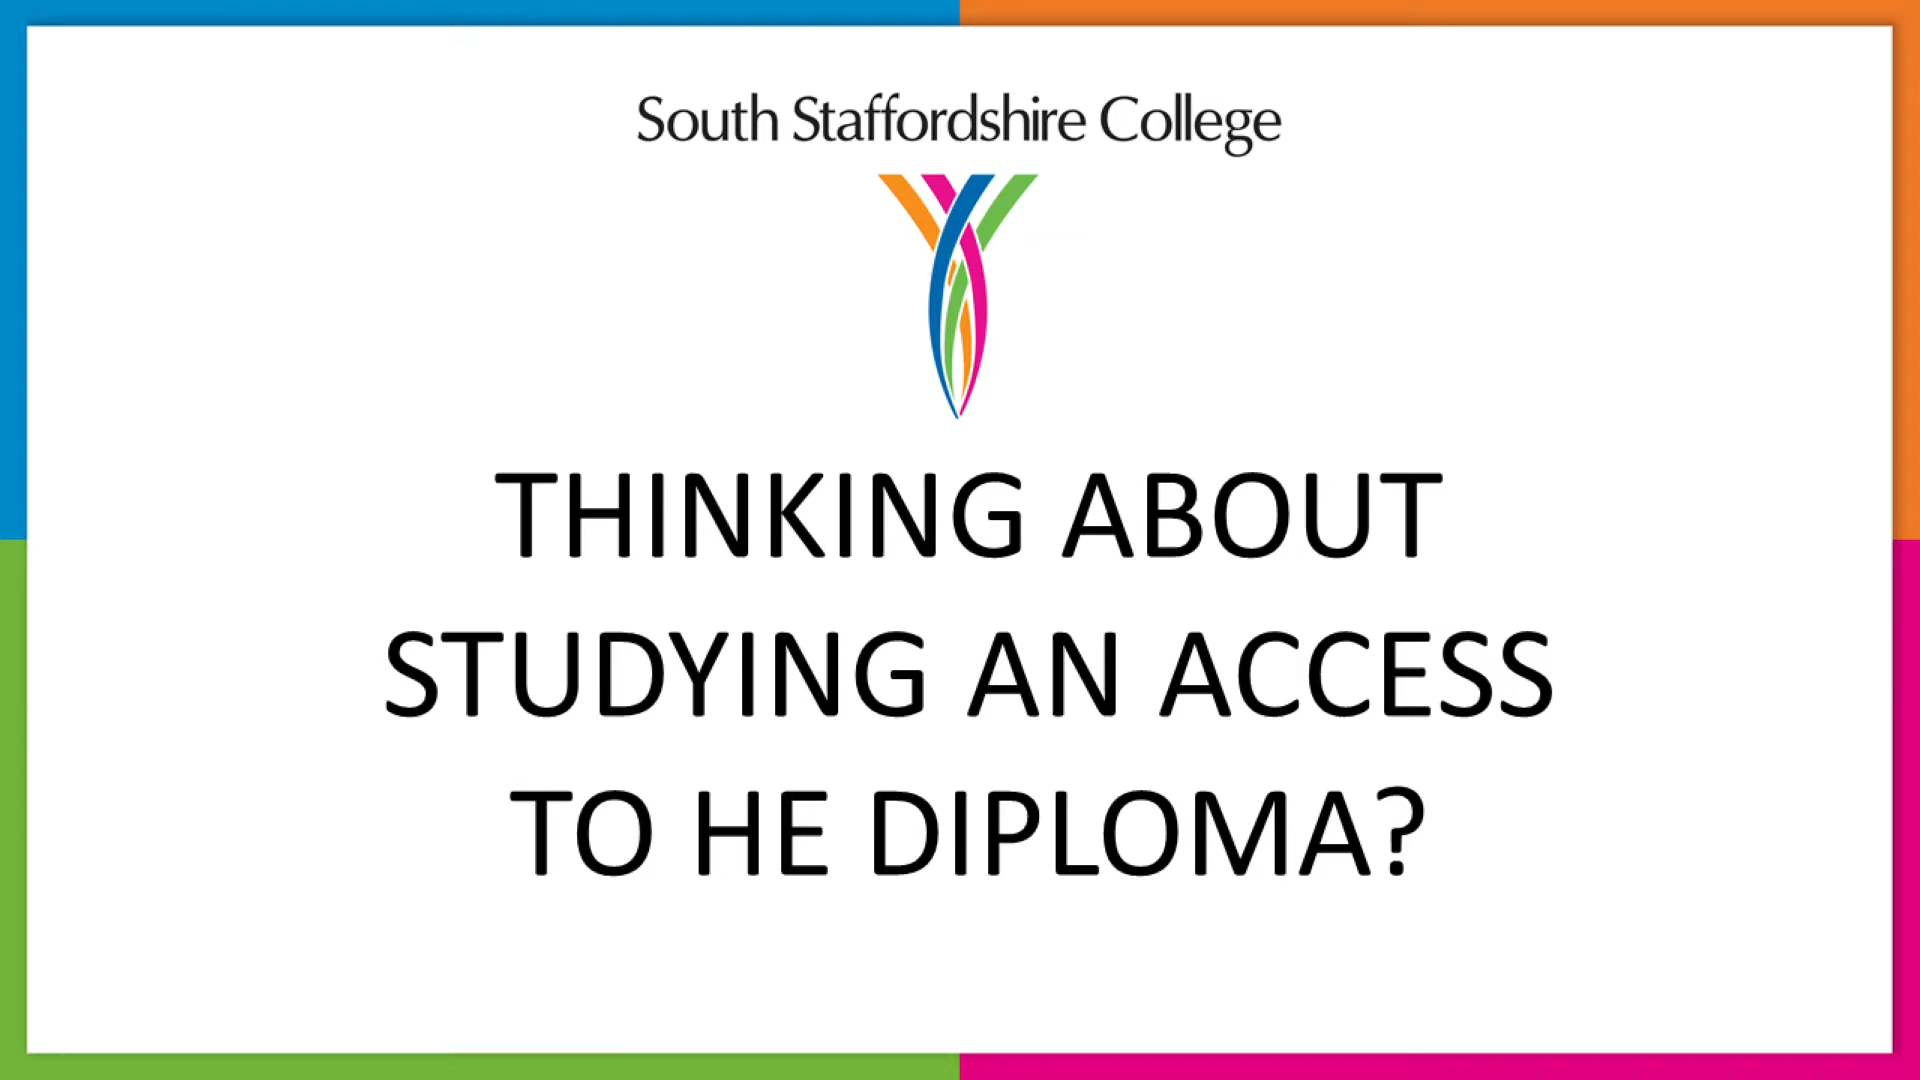 South Staffordshire College
THINKING ABOUT
STUDYING AN ACCESS
TO HE DIPLOMA?